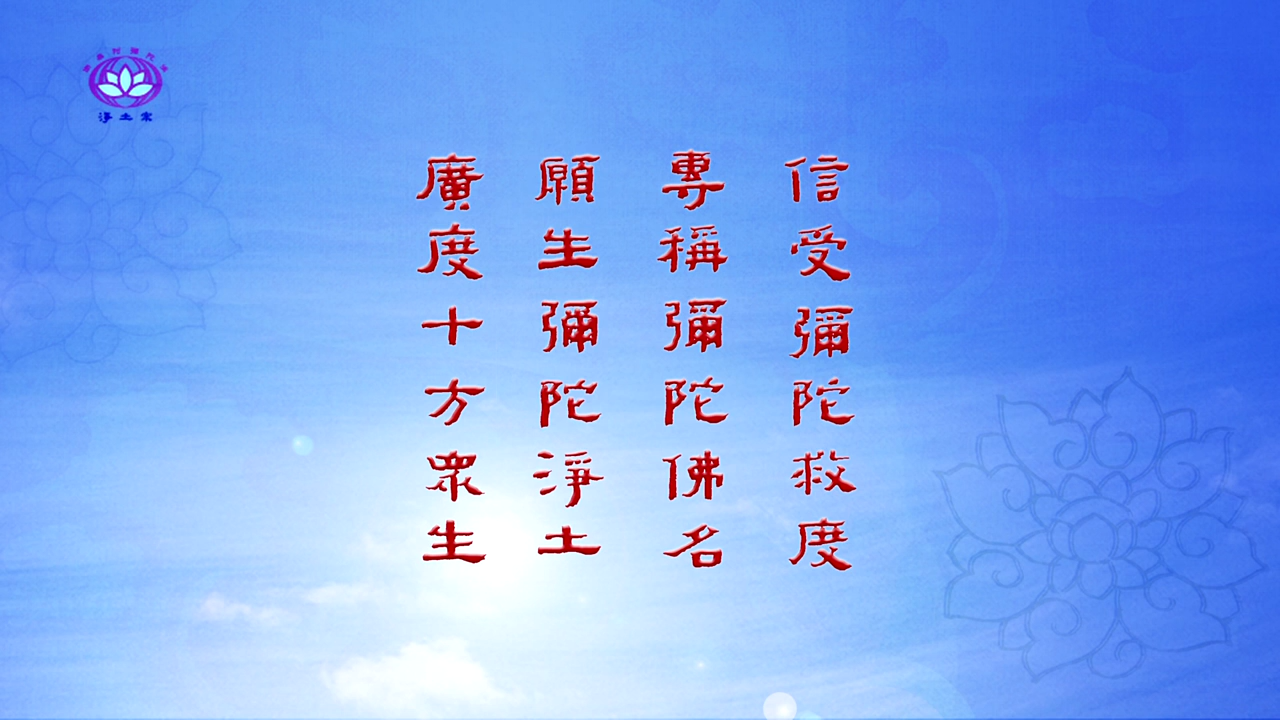 信受彌陀救度
專稱彌陀佛名
願生彌陀淨土
廣度十方眾生
淨土宗